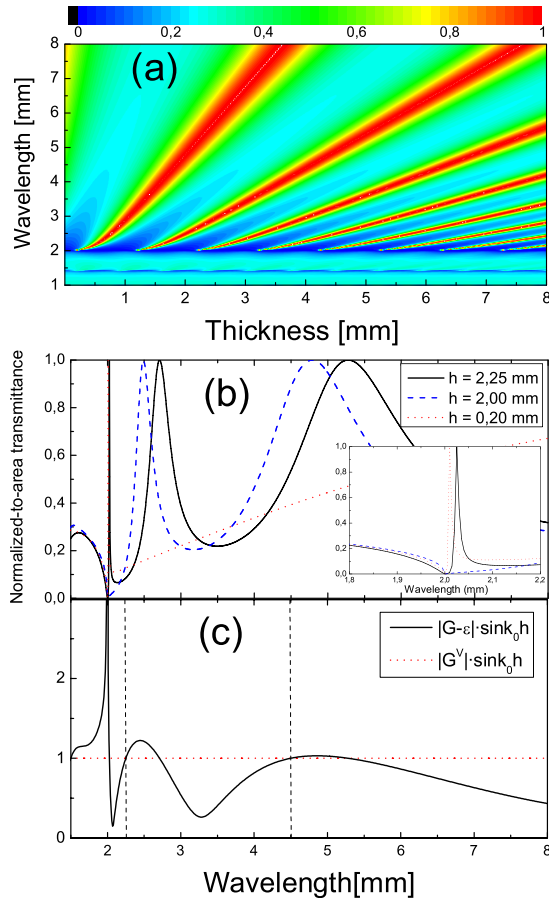 0 0,2 0,4 0,6 0,8 1
(a)
8
7
6
5
4
3
2
1
Wavelength [mm]
1 2 3 4 5 6 7 8
Thickness [mm]
(b)
1,0
0,8
0,6
0,4
0,2
0,0
Normalized-to-area transmittance
h = 2,25 mm
h = 2,00 mm
h = 0,20 mm
1,0
0,8
0,6
0,4
0,2
0,0
1,8 1,9 2,0 2,1 2,2
Wavelength (mm)
(c)
|G-ε|·sink₀h
|Gⱽ|·sink₀h
2
1
0
2 3 4 5 6 7 8
Wavelength[mm]